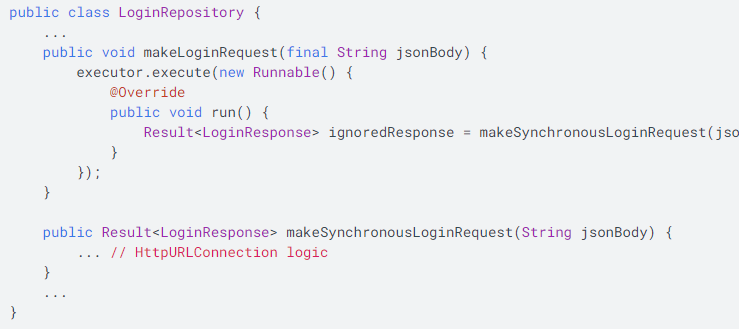 public class LoginRepository {
    ...
    public void makeLoginRequest(final String jsonBody) {
        executor.execute(new Runnable() {
            @Override
            public void run() {
                Result<LoginResponse> ignoredResponse = makeSynchronousLoginRequest(jso
            }
        });
    }

    public Result<LoginResponse> makeSynchronousLoginRequest(String jsonBody) {
        ... // HttpURLConnection logic
    }
    ...
}